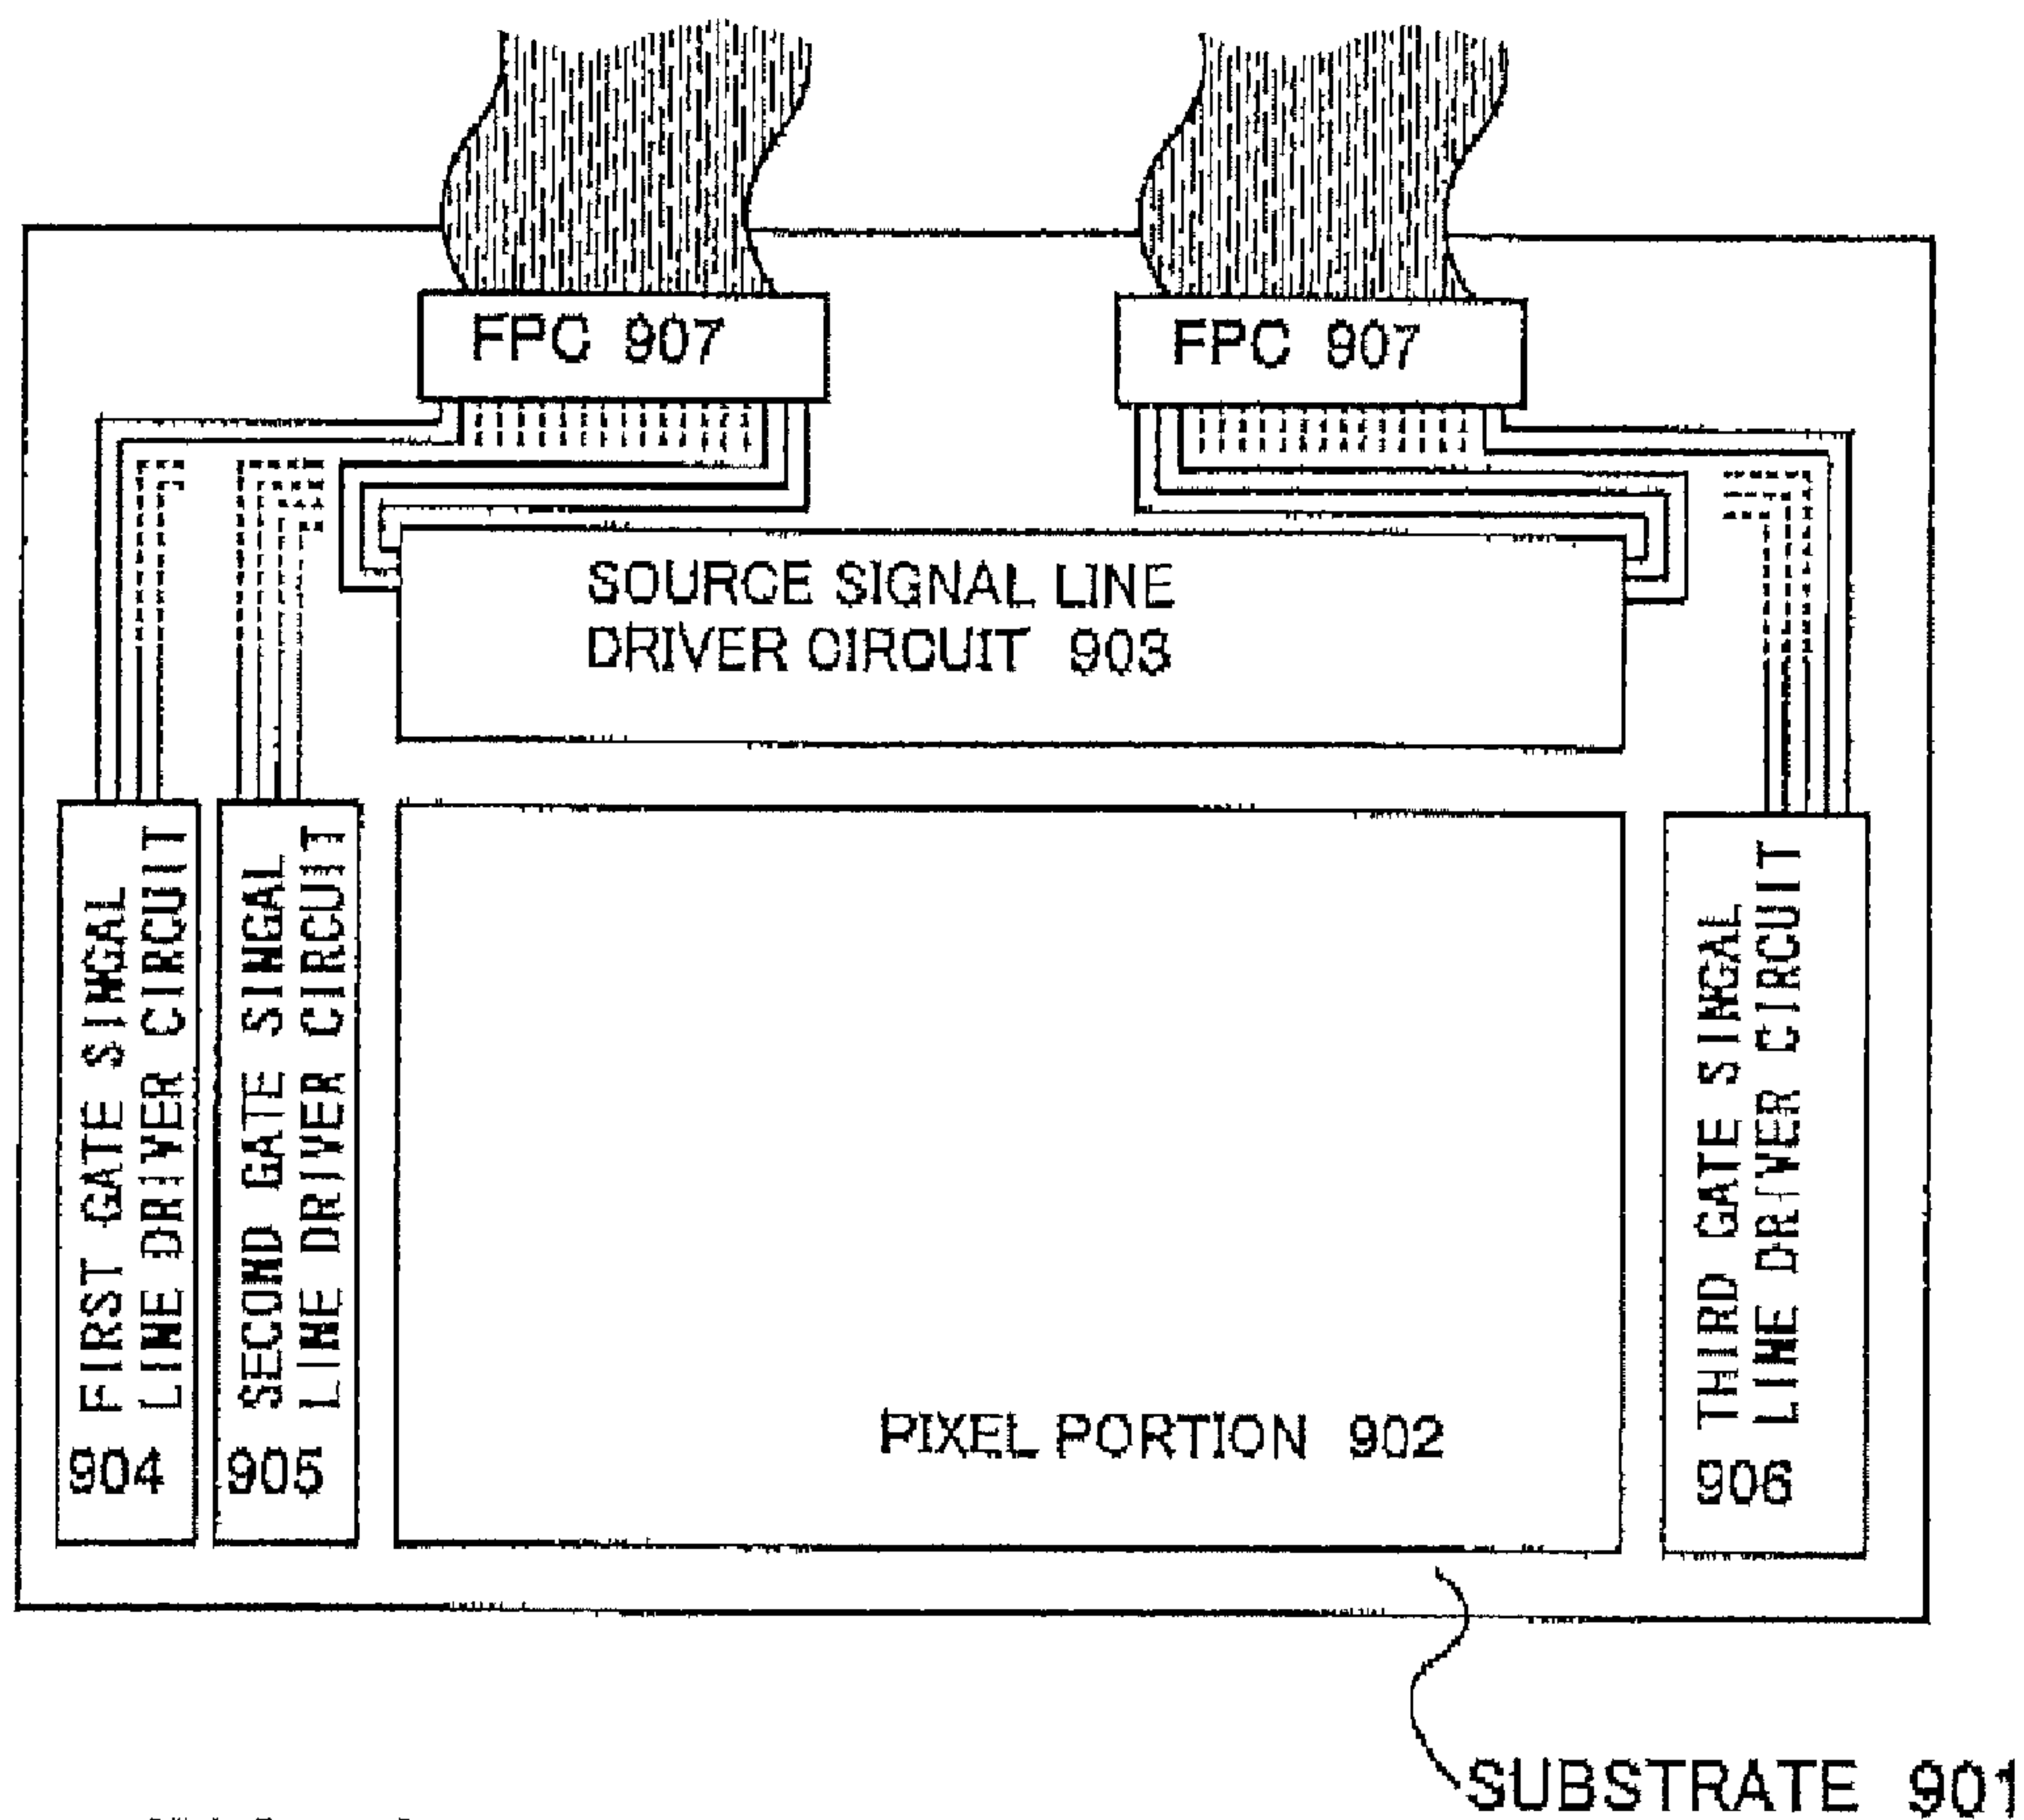 FPC 907
FPC 907
SOURCE SIGNAL LINE
DRIVER CIRCUIT 903
FIRST GATE SINGAL
LINE DRIVER CIRCUIT
904
SECOND GATE SINGAL
LINE DRIVER CIRCUIT
905
PIXEL PORTION 902
THIRD GATE SINGAL
LINE DRIVER CIRCUIT
906
SUBSTRATE 901